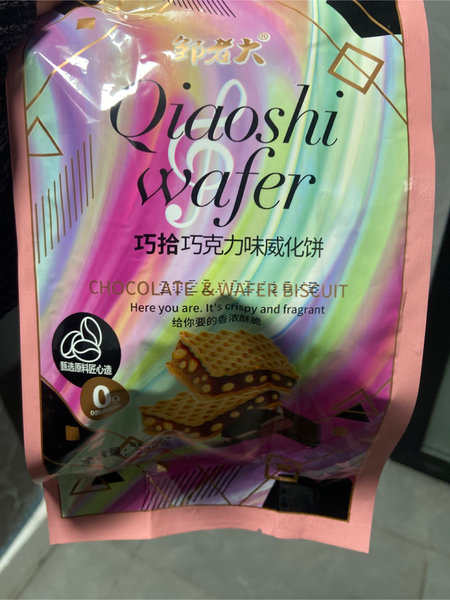 邹老大®
Qiaoshi
wafer
巧拾巧克力味威化饼
CHOCOLATE & WAFER BISCUIT
Here you are. It's crispy and fragrant
给你要的香浓酥脆
甄选原料匠心造
0